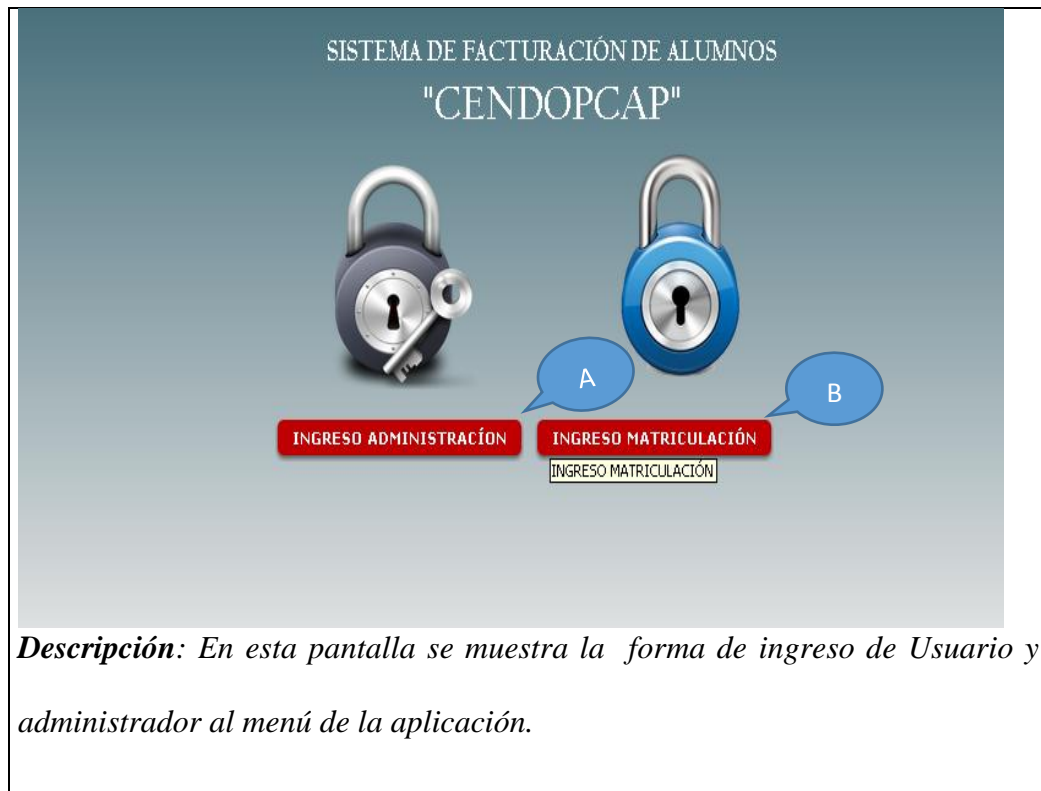 SISTEMA DE FACTURACIÓN DE ALUMNOS
"CENDOPCAP"
A
B
INGRESO ADMINISTRACÍON
INGRESO MATRICULACIÓN
INGRESO MATRICULACIÓN
Descripción: En esta pantalla se muestra la forma de ingreso de Usuario y
administrador al menú de la aplicación.